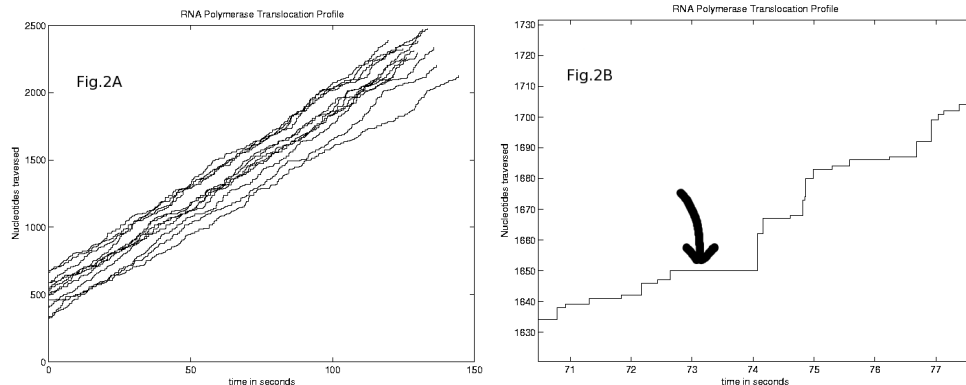 RNA Polymerase Translocation Profile
Fig.2A
Nucleotides traversed
2500
2000
1500
1000
500
0
0 50 100 150
time in seconds
RNA Polymerase Translocation Profile
Fig.2B
Nucleotides traversed
1730
1720
1710
1700
1690
1680
1670
1660
1650
1640
1630
71 72 73 74 75 76 77
time in seconds